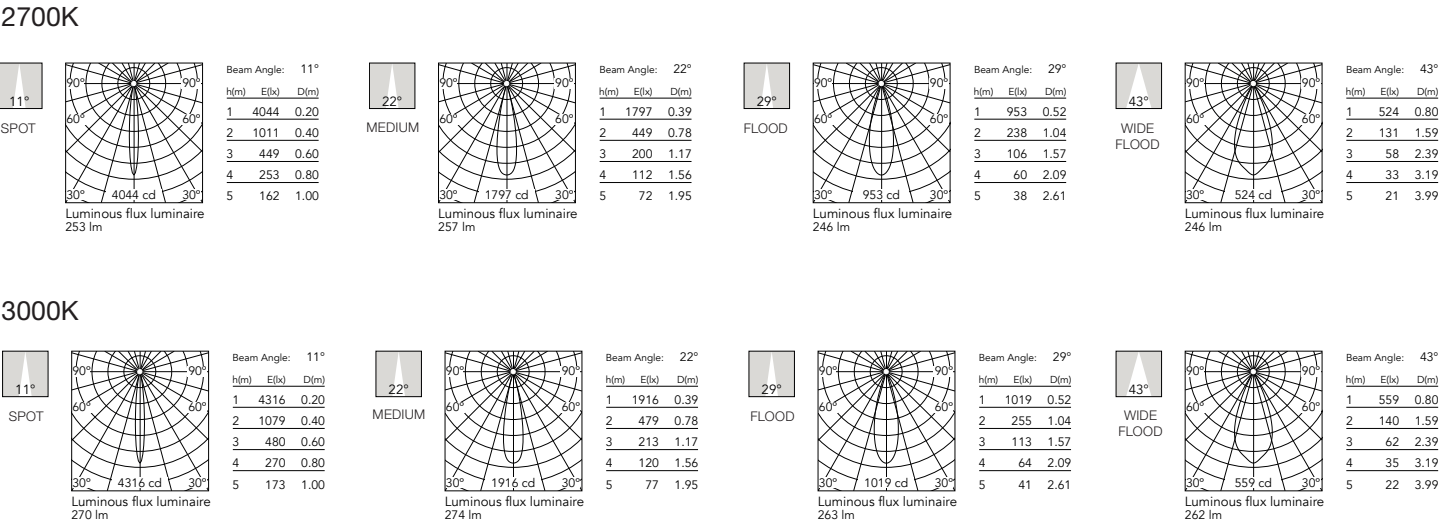 2700K
11°
SPOT
90° 90°
60° 60°
30° 4044 cd 30°
Luminous flux luminaire
253 lm
Beam Angle: 11°
h(m) E(lx) D(m)
1 4044 0.20
2 1011 0.40
3 449 0.60
4 253 0.80
5 162 1.00
22°
MEDIUM
90° 90°
60° 60°
30° 1797 cd 30°
Luminous flux luminaire
257 lm
Beam Angle: 22°
h(m) E(lx) D(m)
1 1797 0.39
2 449 0.78
3 200 1.17
4 112 1.56
5 72 1.95
29°
FLOOD
90° 90°
60° 60°
30° 953 cd 30°
Luminous flux luminaire
246 lm
Beam Angle: 29°
h(m) E(lx) D(m)
1 953 0.52
2 238 1.04
3 106 1.57
4 60 2.09
5 38 2.61
43°
WIDE
FLOOD
90° 90°
60° 60°
30° 524 cd 30°
Luminous flux luminaire
246 lm
Beam Angle: 43°
h(m) E(lx) D(m)
1 524 0.80
2 131 1.59
3 58 2.39
4 33 3.19
5 21 3.99
3000K
11°
SPOT
90° 90°
60° 60°
30° 4316 cd 30°
Luminous flux luminaire
270 lm
Beam Angle: 11°
h(m) E(lx) D(m)
1 4316 0.20
2 1079 0.40
3 480 0.60
4 270 0.80
5 173 1.00
22°
MEDIUM
90° 90°
60° 60°
30° 1916 cd 30°
Luminous flux luminaire
274 lm
Beam Angle: 22°
h(m) E(lx) D(m)
1 1916 0.39
2 479 0.78
3 213 1.17
4 120 1.56
5 77 1.95
29°
FLOOD
90° 90°
60° 60°
30° 1019 cd 30°
Luminous flux luminaire
263 lm
Beam Angle: 29°
h(m) E(lx) D(m)
1 1019 0.52
2 255 1.04
3 113 1.57
4 64 2.09
5 41 2.61
43°
WIDE
FLOOD
90° 90°
60° 60°
30° 559 cd 30°
Luminous flux luminaire
262 lm
Beam Angle: 43°
h(m) E(lx) D(m)
1 559 0.80
2 140 1.59
3 62 2.39
4 35 3.19
5 22 3.99